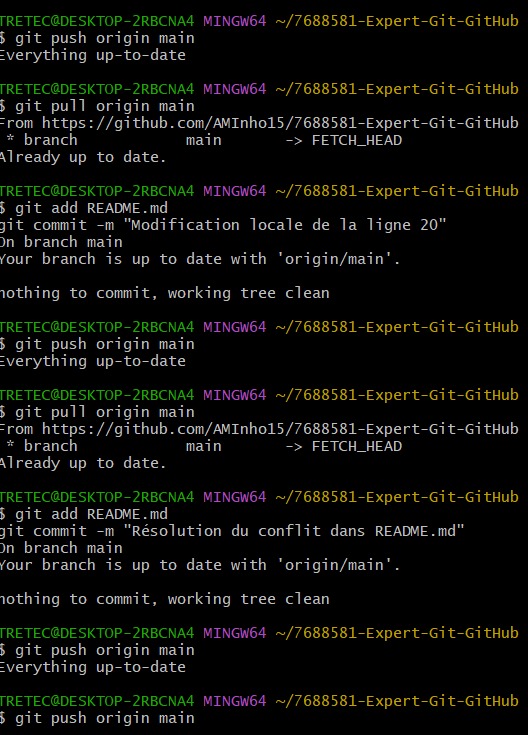 TRETEC@DESKTOP-2RBCNA4 MINGW64 ~/7688581-Expert-Git-GitHub
$ git push origin main
Everything up-to-date
TRETEC@DESKTOP-2RBCNA4 MINGW64 ~/7688581-Expert-Git-GitHub
$ git pull origin main
From https://github.com/AMInho15/7688581-Expert-Git-GitHub
* branch main -> FETCH_HEAD
Already up to date.
TRETEC@DESKTOP-2RBCNA4 MINGW64 ~/7688581-Expert-Git-GitHub
$ git add README.md
git commit -m "Modification locale de la ligne 20"
On branch main
Your branch is up to date with 'origin/main'.
nothing to commit, working tree clean
TRETEC@DESKTOP-2RBCNA4 MINGW64 ~/7688581-Expert-Git-GitHub
$ git push origin main
Everything up-to-date
TRETEC@DESKTOP-2RBCNA4 MINGW64 ~/7688581-Expert-Git-GitHub
$ git pull origin main
From https://github.com/AMInho15/7688581-Expert-Git-GitHub
* branch main -> FETCH_HEAD
Already up to date.
TRETEC@DESKTOP-2RBCNA4 MINGW64 ~/7688581-Expert-Git-GitHub
$ git add README.md
git commit -m "Résolution du conflit dans README.md"
On branch main
Your branch is up to date with 'origin/main'.
nothing to commit, working tree clean
TRETEC@DESKTOP-2RBCNA4 MINGW64 ~/7688581-Expert-Git-GitHub
$ git push origin main
Everything up-to-date
TRETEC@DESKTOP-2RBCNA4 MINGW64 ~/7688581-Expert-Git-GitHub
$ git push origin main